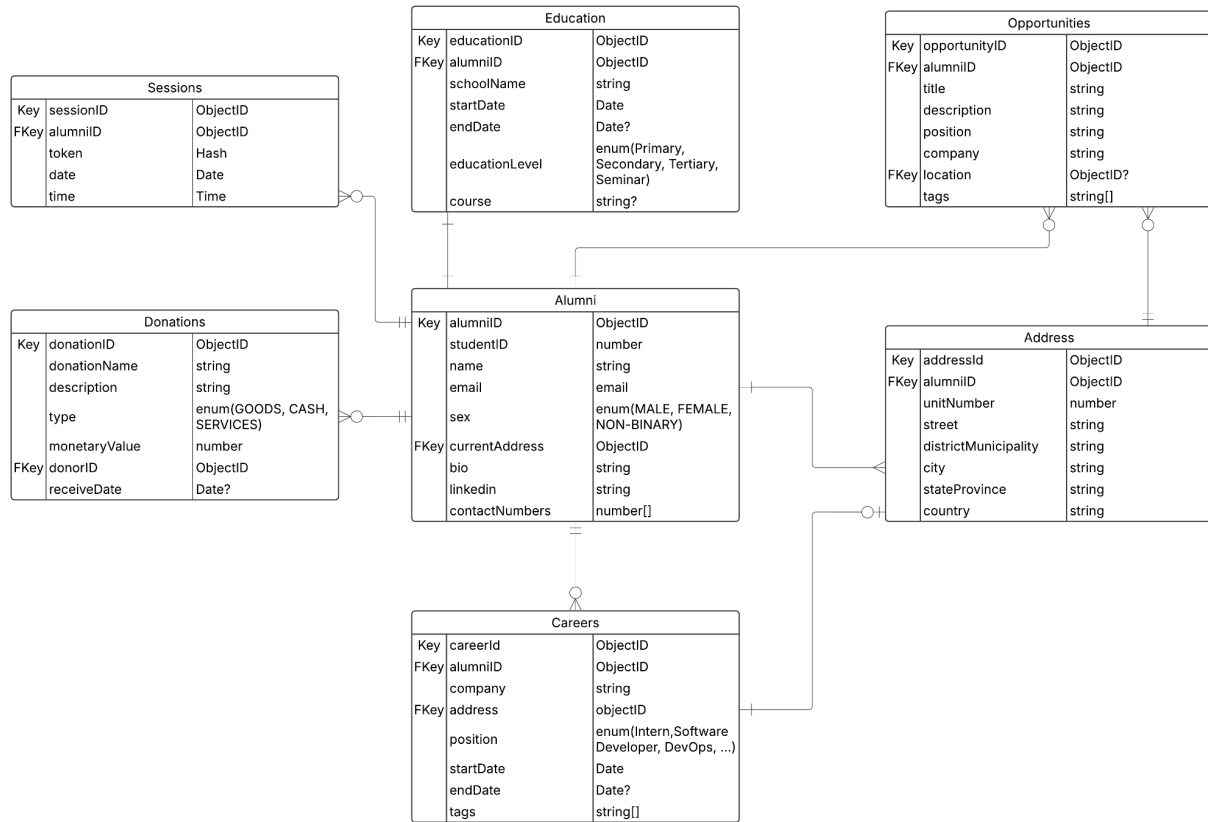 Education
Key educationID ObjectID
FKey alumniID ObjectID
schoolName string
startDate Date
endDate Date?
educationLevel enum(Primary,
Secondary, Tertiary,
Seminar)
course string?
Opportunities
Key opportunityID ObjectID
FKey alumniID ObjectID
title string
description string
position string
company string
FKey location ObjectID?
tags string[]
Sessions
Key sessionID ObjectID
FKey alumniID ObjectID
token Hash
date Date
time Time
Alumni
Key alumniID ObjectID
studentID number
name string
email email
sex enum(MALE, FEMALE,
NON-BINARY)
FKey currentAddress ObjectID
bio string
linkedin string
contactNumbers number[]
Donations
Key donationID ObjectID
donationName string
description string
type enum(GOODS, CASH,
SERVICES)
monetaryValue number
FKey donorID ObjectID
receiveDate Date?
Address
Key addressId ObjectID
FKey alumniID ObjectID
unitNumber number
street string
districtMunicipality string
city string
stateProvince string
country string
Careers
Key careerId ObjectID
FKey alumniID ObjectID
company string
FKey address objectID
position enum(Intern,Software
Developer, DevOps, ...)
startDate Date
endDate Date?
tags string[]